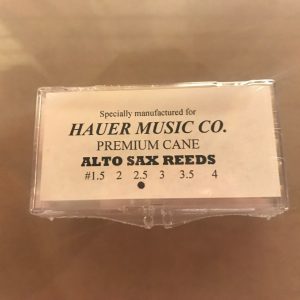 Specially manufactured for
HAUER MUSIC CO.
PREMIUM CANE
ALTO SAX REEDS
#1.5 2 2.5 3 3.5 4